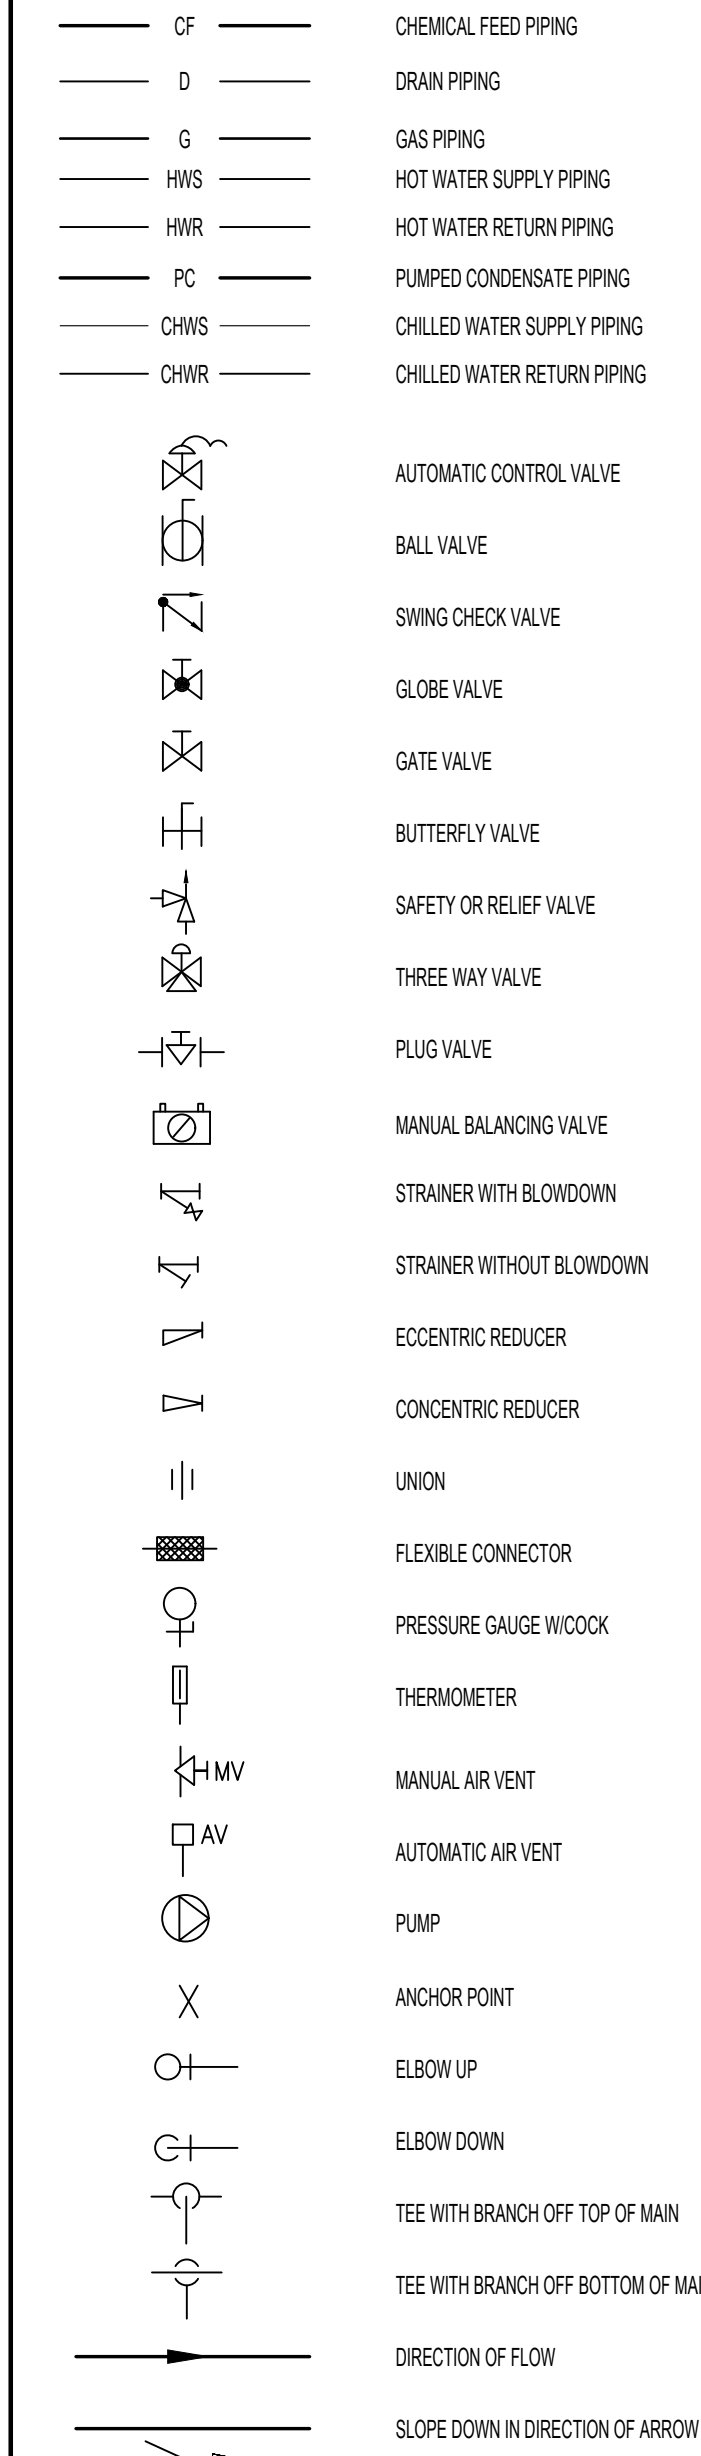 CF CHEMICAL FEED PIPING
D DRAIN PIPING
G GAS PIPING
HWS HOT WATER SUPPLY PIPING
HWR HOT WATER RETURN PIPING
PC PUMPED CONDENSATE PIPING
CHWS CHILLED WATER SUPPLY PIPING
CHWR CHILLED WATER RETURN PIPING
AUTOMATIC CONTROL VALVE
BALL VALVE
SWING CHECK VALVE
GLOBE VALVE
GATE VALVE
BUTTERFLY VALVE
SAFETY OR RELIEF VALVE
THREE WAY VALVE
PLUG VALVE
MANUAL BALANCING VALVE
STRAINER WITH BLOWDOWN
STRAINER WITHOUT BLOWDOWN
ECCENTRIC REDUCER
CONCENTRIC REDUCER
UNION
FLEXIBLE CONNECTOR
PRESSURE GAUGE W/COCK
THERMOMETER
MV MANUAL AIR VENT
AV AUTOMATIC AIR VENT
PUMP
ANCHOR POINT
ELBOW UP
ELBOW DOWN
TEE WITH BRANCH OFF TOP OF MAIN
TEE WITH BRANCH OFF BOTTOM OF
DIRECTION OF FLOW
SLOPE DOWN IN DIRECTION OF ARROW